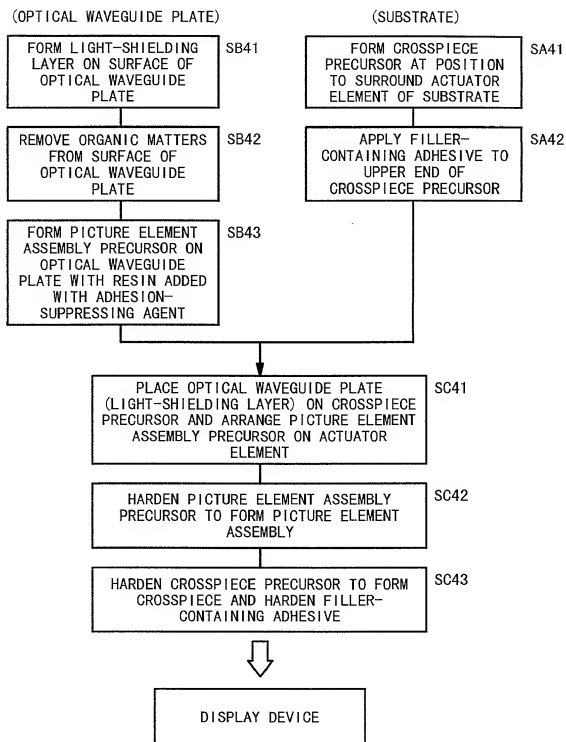 (OPTICAL WAVEGUIDE PLATE)
FORM LIGHT-SHIELDING
LAYER ON SURFACE OF
OPTICAL WAVEGUIDE
PLATE
SB41
REMOVE ORGANIC MATTERS
FROM SURFACE OF
OPTICAL WAVEGUIDE
PLATE
SB42
FORM PICTURE ELEMENT
ASSEMBLY PRECURSOR ON
OPTICAL WAVEGUIDE
PLATE WITH RESIN ADDED
WITH ADHESION-
SUPPRESSING AGENT
SB43
(SUBSTRATE)
FORM CROSSPIECE
PRECURSOR AT POSITION
TO SURROUND ACTUATOR
ELEMENT OF SUBSTRATE
SA41
APPLY FILLER-
CONTAINING ADHESIVE TO
UPPER END OF
CROSSPIECE PRECURSOR
SA42
PLACE OPTICAL WAVEGUIDE PLATE
(LIGHT-SHIELDING LAYER) ON CROSSPIECE
PRECURSOR AND ARRANGE PICTURE ELEMENT
ASSEMBLY PRECURSOR ON ACTUATOR
ELEMENT
SC41
HARDEN PICTURE ELEMENT ASSEMBLY
PRECURSOR TO FORM PICTURE ELEMENT
ASSEMBLY
SC42
HARDEN CROSSPIECE PRECURSOR TO FORM
CROSSPIECE AND HARDEN FILLER-
CONTAINING ADHESIVE
SC43
DISPLAY DEVICE